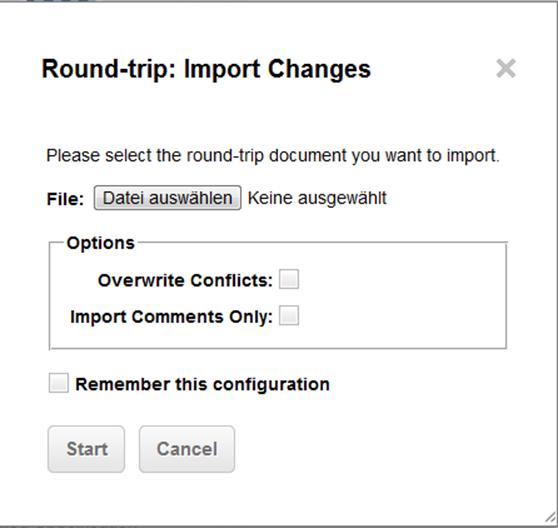 Round-trip: Import Changes
Please select the round-trip document you want to import.
File: Datei auswählen Keine ausgewählt
Options
Overwrite Conflicts:
Import Comments Only:
Remember this configuration
Start Cancel